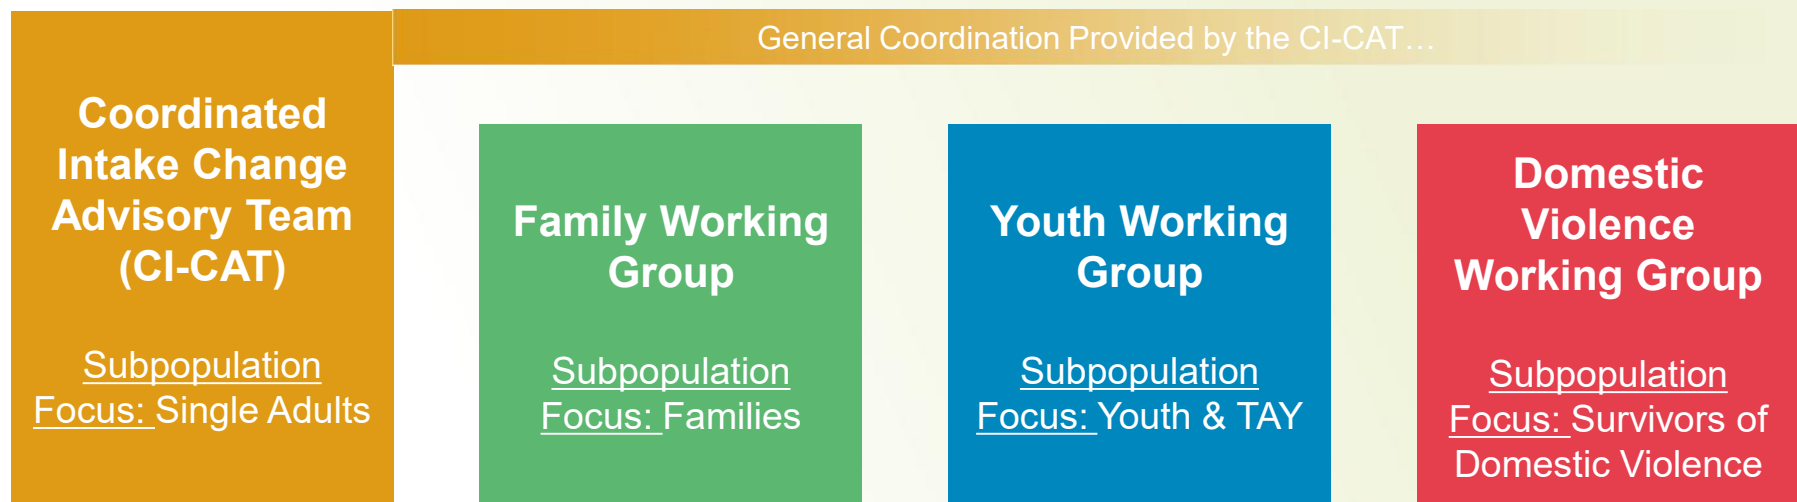 General Coordination Provided by the CI-CAT…
Coordinated
Intake Change
Advisory Team
(CI-CAT)
Subpopulation
Focus: Single Adults
Family Working
Group
Subpopulation
Focus: Families
Youth Working
Group
Subpopulation
Focus: Youth & TAY
Domestic
Violence
Working Group
Subpopulation
Focus: Survivors of
Domestic Violence